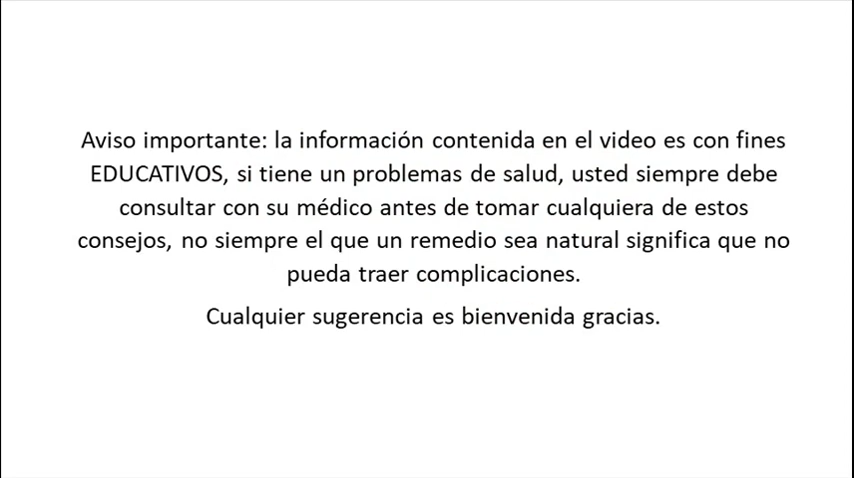 Aviso importante: la información contenida en el video es con fines
EDUCATIVOS, si tiene un problemas de salud, usted siempre debe
consultar con su médico antes de tomar cualquiera de estos
consejos, no siempre el que un remedio sea natural significa que no
pueda traer complicaciones.
Cualquier sugerencia es bienvenida gracias.